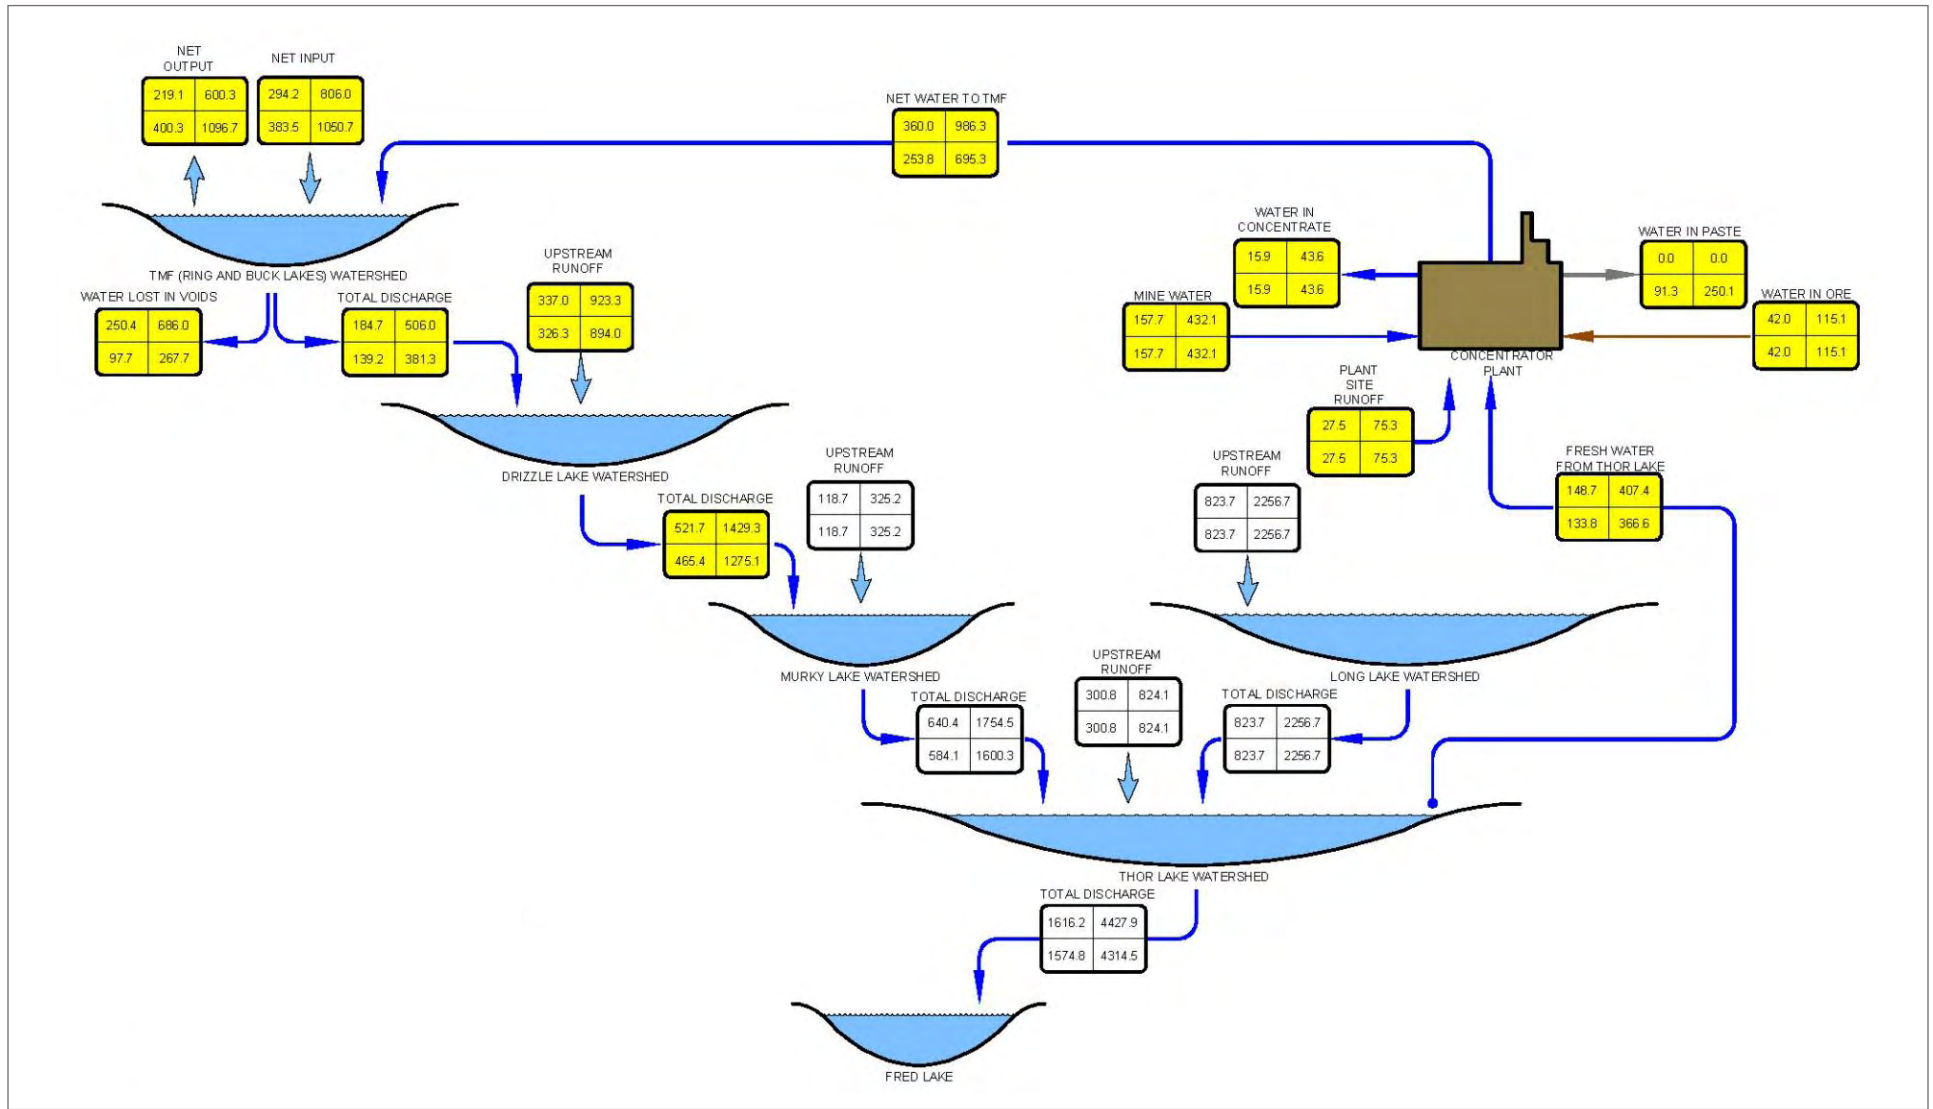 NET
OUTPUT
219.1 600.3
400.3 1096.7
NET INPUT
294.2 806.0
383.5 1050.7
NET WATER TO TMF
360.0 986.3
253.8 695.3
TMF (RING AND BUCK LAKES) WATERSHED
WATER LOST IN VOIDS
250.4 686.0
97.7 267.7
TOTAL DISCHARGE
184.7 506.0
139.2 381.3
UPSTREAM
RUNOFF
337.0 923.3
326.3 894.0
WATER IN
CONCENTRATE
15.9 43.6
15.9 43.6
WATER IN PASTE
0.0 0.0
91.3 250.1
MINE WATER
157.7 432.1
157.7 432.1
WATER IN ORE
42.0 115.1
42.0 115.1
CONCENTRATOR
PLANT
PLANT
SITE
RUNOFF
27.5 75.3
27.5 75.3
FRESH WATER
FROM THOR LAKE
148.7 407.4
133.8 366.6
DRIZZLE LAKE WATERSHED
TOTAL DISCHARGE
521.7 1429.3
465.4 1275.1
UPSTREAM
RUNOFF
118.7 325.2
118.7 325.2
UPSTREAM
RUNOFF
823.7 2256.7
823.7 2256.7
MURKY LAKE WATERSHED
LONG LAKE WATERSHED
TOTAL DISCHARGE
640.4 1754.5
584.1 1600.3
UPSTREAM
RUNOFF
300.8 824.1
300.8 824.1
TOTAL DISCHARGE
823.7 2256.7
823.7 2256.7
THOR LAKE WATERSHED
TOTAL DISCHARGE
1616.2 4427.9
1574.8 4314.5
FRED LAKE